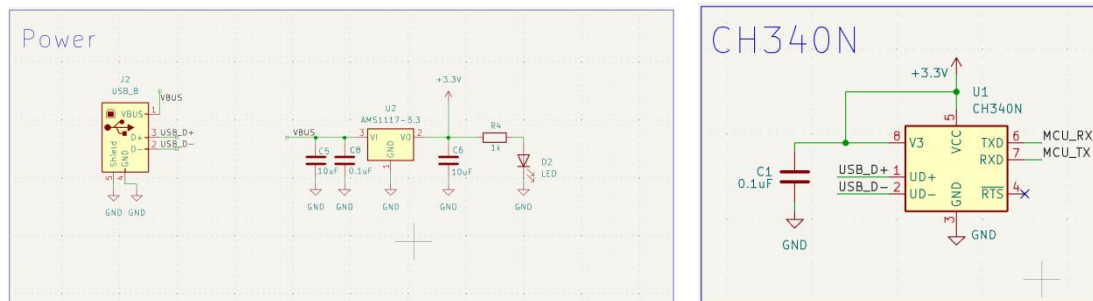 Power
J2
USB_B
VBUS
VBUS
1
D+
3
USB_D+
D-
2
USB_D-
Shield
GND
5
4
GND
GND
VBUS
C5
10uF
GND
C8
0.1uF
GND
U2
AMS1117-3.3
3
VI
VO
2
GND
1
GND
+3.3V
C6
10uF
GND
R4
1k
D2
LED
GND
CH340N
+3.3V
U1
CH340N
5
VCC
8
V3
TXD
6
MCU_RX
RXD
7
MCU_TX
C1
0.1uF
GND
USB_D+
1
UD+
USB_D-
2
UD-
RTS
4
GND
3
GND